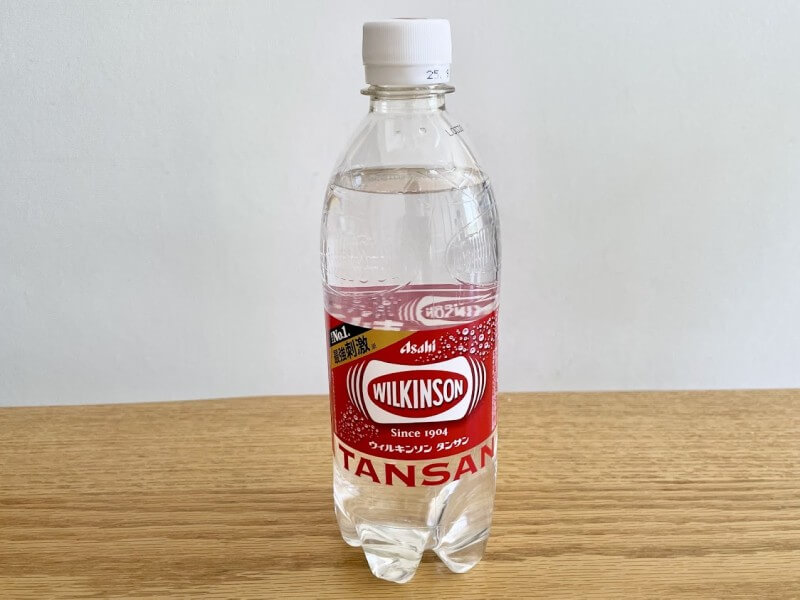 25.
No.1.
最強刺激
Asahi
WILKINSON
Since 1904
ウィルキンソン タンサン
TANSAN